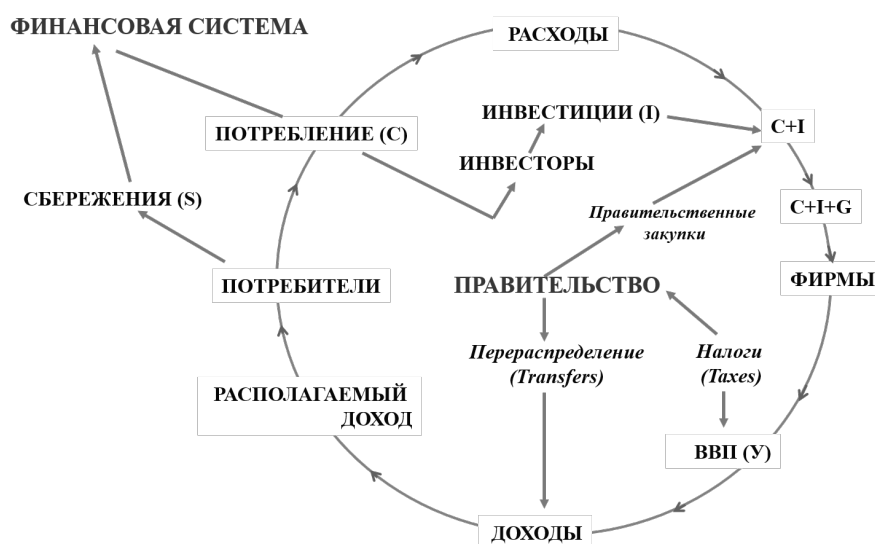 ФИНАНСОВАЯ СИСТЕМА
РАСХОДЫ
ИНВЕСТИЦИИ (I)
C+I
ПОТРЕБЛЕНИЕ (C)
ИНВЕСТОРЫ
СБЕРЕЖЕНИЯ (S)
Правительственные
закупки
C+I+G
ПОТРЕБИТЕЛИ
ПРАВИТЕЛЬСТВО
ФИРМЫ
Перераспределение
(Transfers)
Налоги
(Taxes)
РАСПОЛАГАЕМЫЙ
ДОХОД
ВВП (У)
ДОХОДЫ